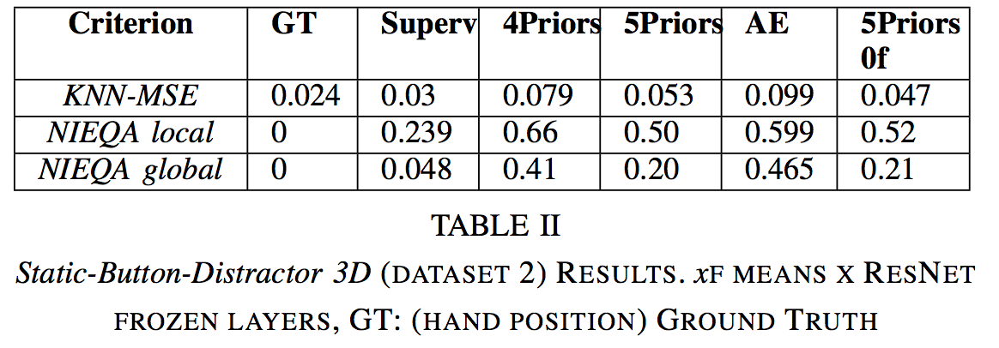 Criterion GT Superv 4Priors 5Priors AE 5Priors
0f
KNN-MSE 0.024 0.03 0.079 0.053 0.099 0.047
NIEQA local 0 0.239 0.66 0.50 0.599 0.52
NIEQA global 0 0.048 0.41 0.20 0.465 0.21
TABLE II
Static-Button-Distractor 3D (DATASET 2) RESULTS. xF MEANS X RESNET
FROZEN LAYERS, GT: (HAND POSITION) GROUND TRUTH